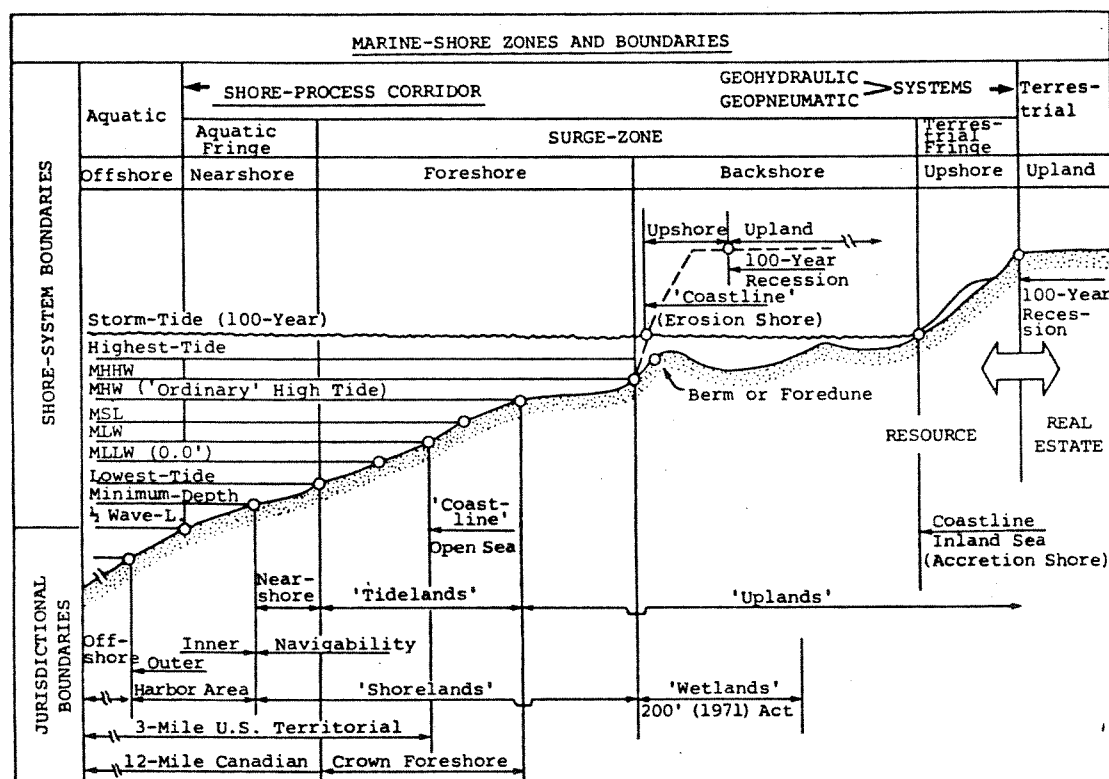 MARINE-SHORE ZONES AND BOUNDARIES
SHORE-SYSTEM BOUNDARIES
JURISDICTIONAL
BOUNDARIES
Aquatic
SHORE-PROCESS CORRIDOR
GEOHYDRAULIC
GEOPNEUMATIC
SYSTEMS
Terres-
trial
Aquatic
Fringe
SURGE-ZONE
Terres-
trial
Fringe
Offshore
Nearshore
Foreshore
Backshore
Upshore
Upland
Upshore
Upland
100-Year
Recession
'Coastline'
(Erosion Shore)
100-Year
Reces-
sion
Storm-Tide (100-Year)
Highest-Tide
MHHW
MHW ('Ordinary' High Tide)
MSL
MLW
MLLW (0.0')
Lowest-Tide
Minimum-Depth
½ Wave-L.
Berm or Foredune
RESOURCE
REAL
ESTATE
'Coast-
line'
Open Sea
Coastline
Inland Sea
(Accretion Shore)
Near-
shore
'Tidelands'
'Uplands'
Off-
shore
Inner
Navigability
Outer
Harbor Area
'Shorelands'
'Wetlands'
200' (1971) Act
3-Mile U.S. Territorial
12-Mile Canadian
Crown Foreshore